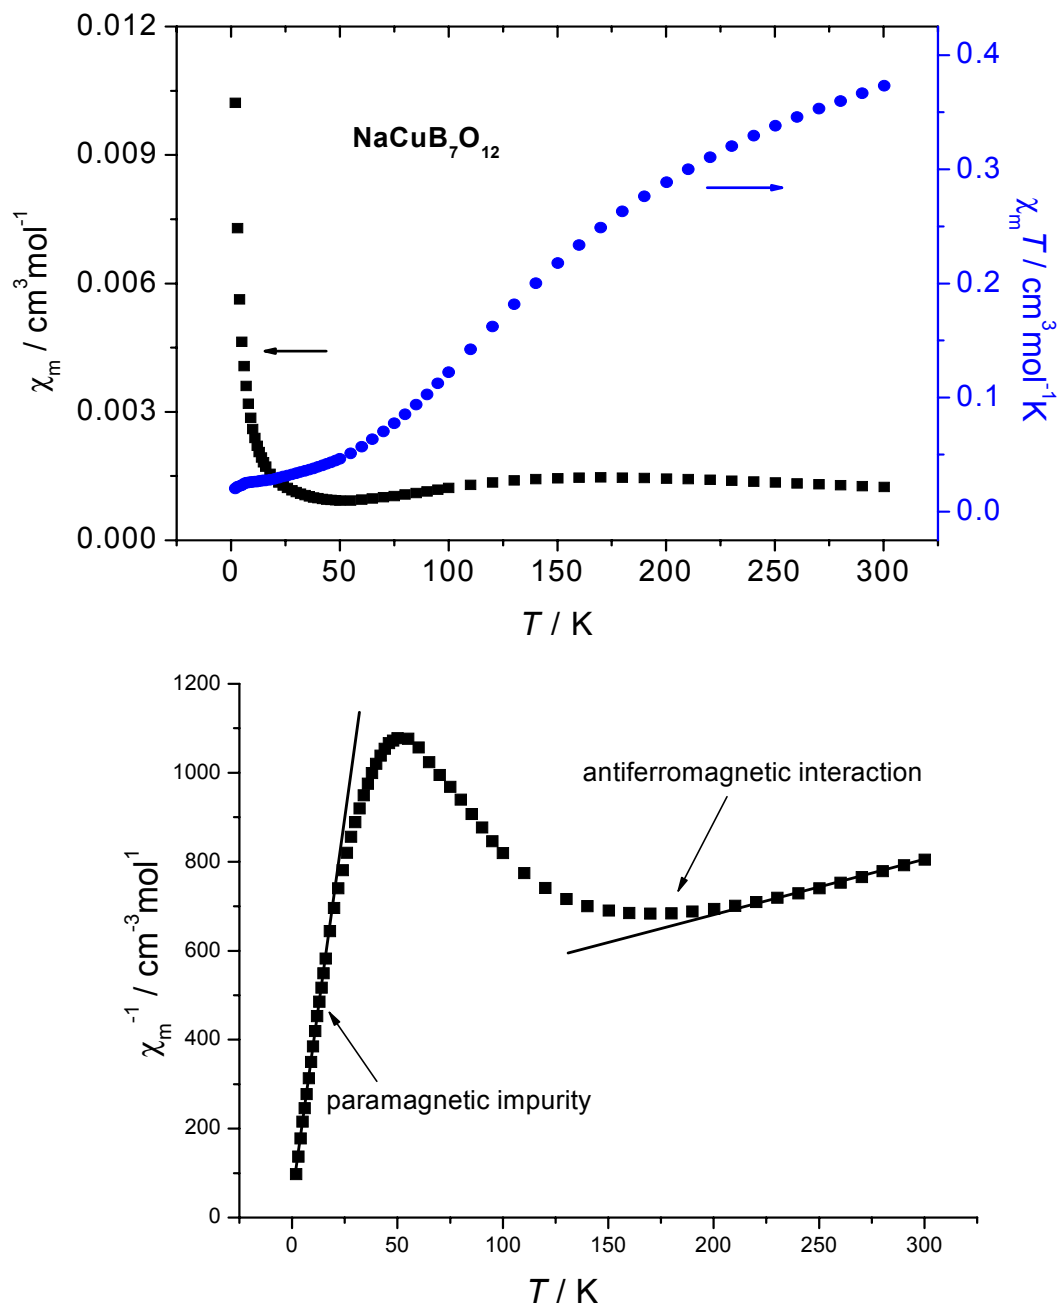 0.012
0.009
0.006
0.003
0.000
χm / cm³mol⁻¹
NaCuB₇O₁₂
0.4
0.3
0.2
0.1
0.0
χm T / cm³mol⁻¹K
0 50 100 150 200 250 300
T / K
1200
1000
800
600
400
200
0
χm⁻¹ / cm⁻³mol¹
antiferromagnetic interaction
paramagnetic impurity
0 50 100 150 200 250 300
T / K